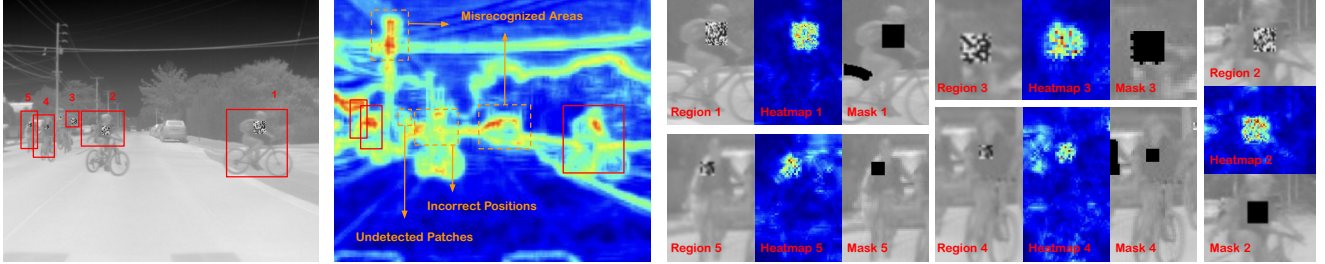 5
4
3
2
1
Misrecognized Areas
Incorrect Positions
Undetected Patches
Region 1
Heatmap 1
Mask 1
Region 3
Heatmap 3
Mask 3
Region 2
Heatmap 2
Mask 2
Region 5
Heatmap 5
Mask 5
Region 4
Heatmap 4
Mask 4